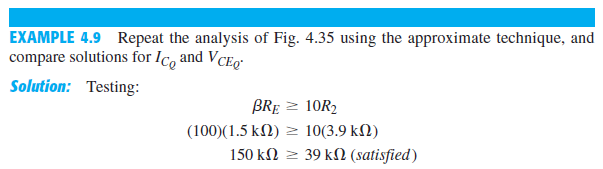 EXAMPLE 4.9 Repeat the analysis of Fig. 4.35 using the approximate technique, and
compare solutions for I_CQ and V_CEQ.
Solution: Testing:
βR_E ≥ 10R_2
(100)(1.5 kΩ) ≥ 10(3.9 kΩ)
150 kΩ ≥ 39 kΩ (satisfied)